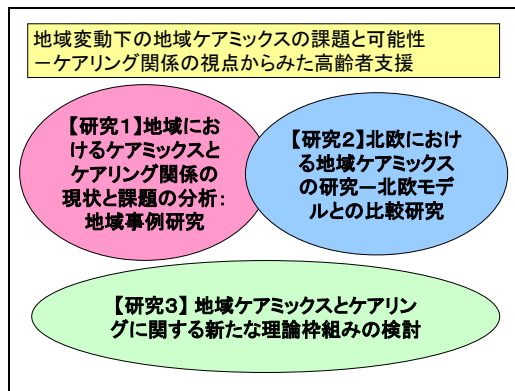 地域変動下の地域ケアミックスの課題と可能性
－ケアリング関係の視点からみた高齢者支援
【研究１】地域にお
けるケアミックスと
ケアリング関係の
現状と課題の分析：
地域事例研究
【研究２】北欧におけ
る地域ケアミックス
の研究－北欧モデ
ルとの比較研究
【研究３】 地域ケアミックスとケアリン
グに関する新たな理論枠組みの検討